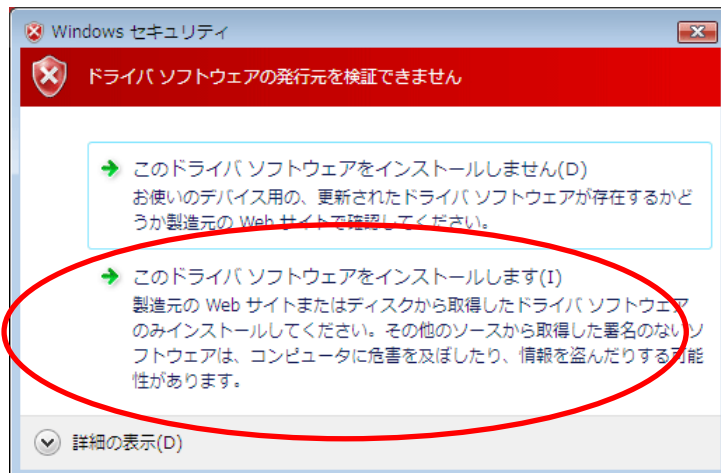 Windows セキュリティ
ドライバ ソフトウェアの発行元を検証できません
このドライバ ソフトウェアをインストールしません(D)
お使いのデバイス用の、更新されたドライバ ソフトウェアが存在するかど
うか製造元の Web サイトで確認してください。
このドライバ ソフトウェアをインストールします(I)
製造元の Web サイトまたはディスクから取得したドライバ ソフトウェア
のみインストールしてください。その他のソースから取得した署名のないソ
フトウェアは、コンピュータに危害を及ぼしたり、情報を盗んだりする可能
性があります。
詳細の表示(D)